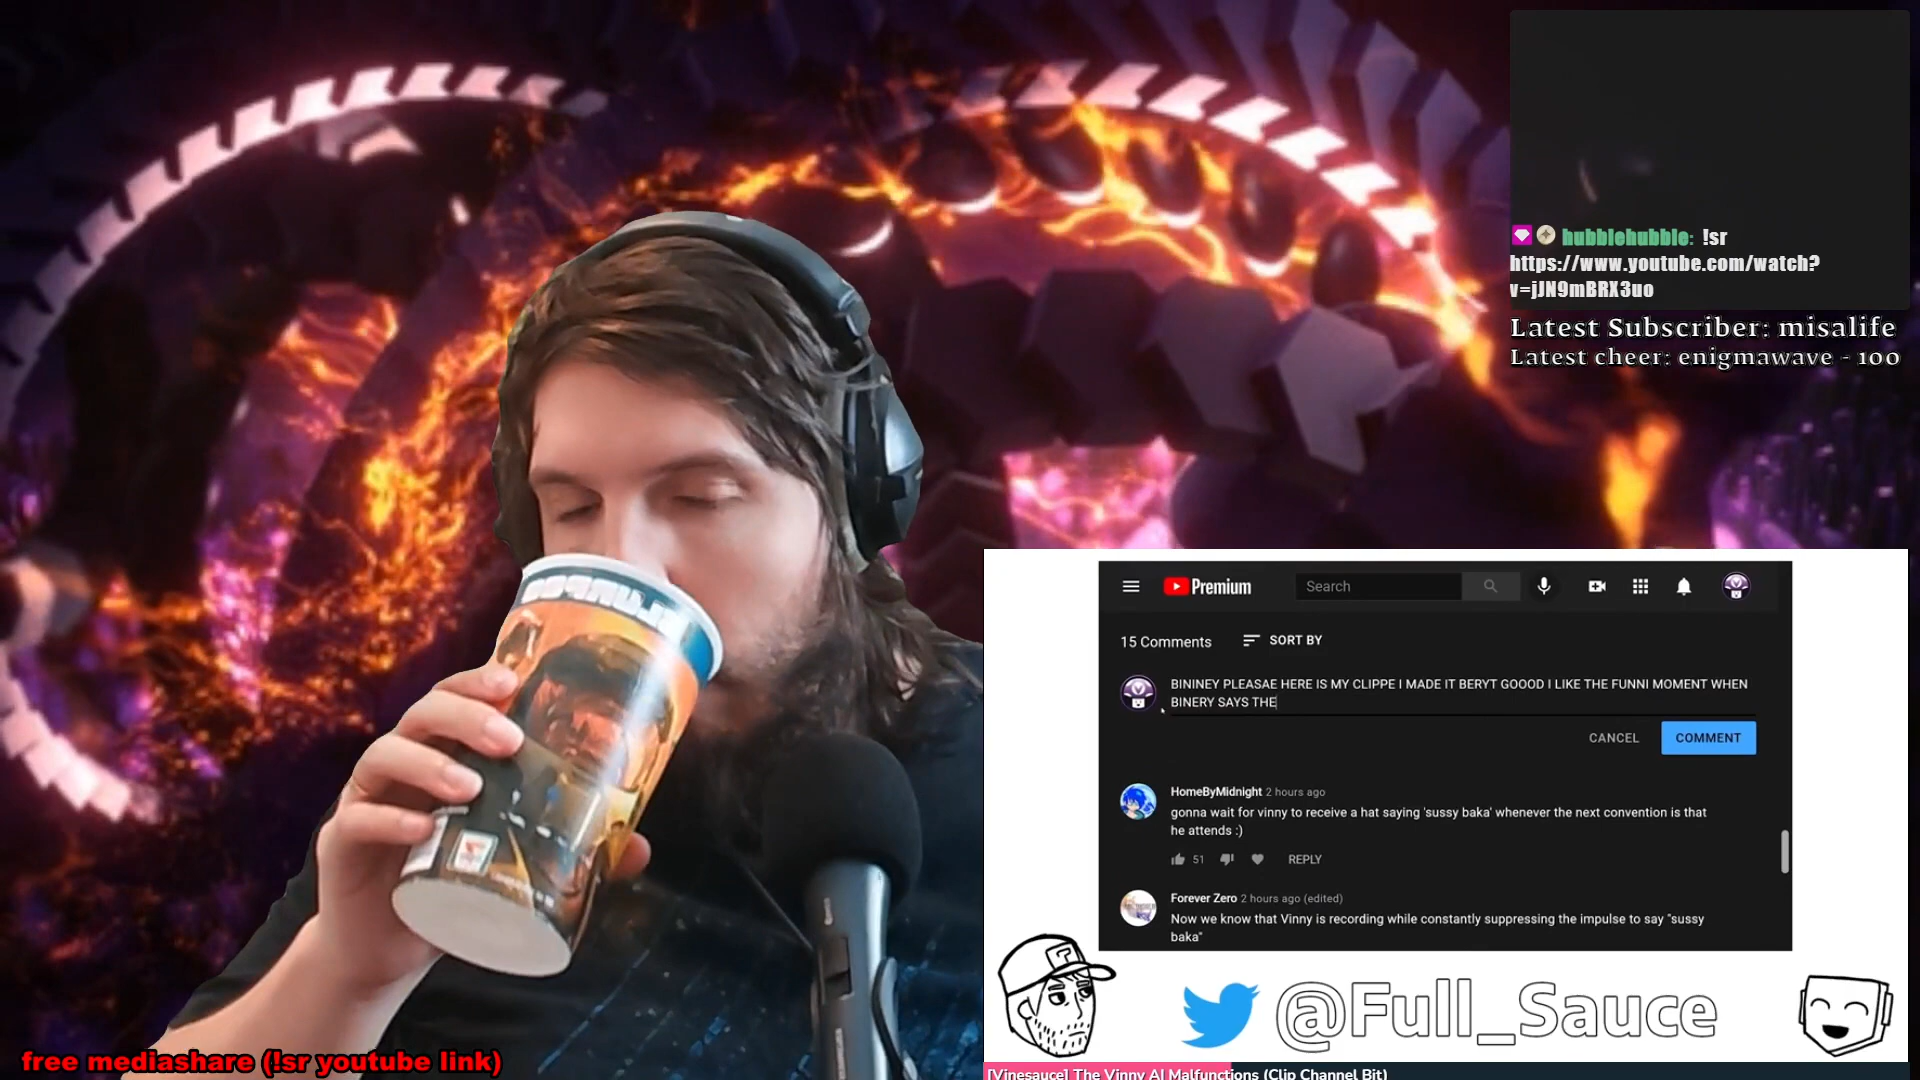 hubblehubble: !sr
https://www.youtube.com/watch?
v=jJN9mBRX3uo
Latest Subscriber: misalife
Latest cheer: enigmawave - 100
Premium
Search
15 Comments
SORT BY
BININEY PLEASAE HERE IS MY CLIPPE I MADE IT BERYT GOOOD I LIKE THE FUNNI MOMENT WHEN
BINERY SAYS THE
CANCEL
COMMENT
HomeByMidnight 2 hours ago
gonna wait for vinny to receive a hat saying 'sussy baka' whenever the next convention is that
he attends :)
51
REPLY
Forever Zero 2 hours ago (edited)
Now we know that Vinny is recording while constantly suppressing the impulse to say "sussy
baka"
@Full_Sauce
free mediashare (!sr youtube link)
[Vinesauce] The Vinny AI Malfunctions (Clip Channel Bit)